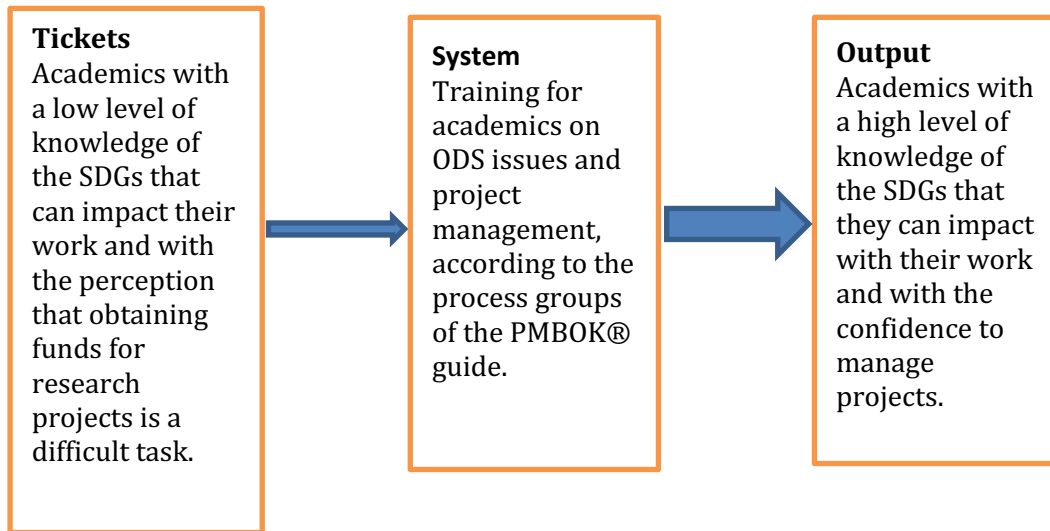 Tickets
Academics with
a low level of
knowledge of
the SDGs that
can impact their
work and with
the perception
that obtaining
funds for
research
projects is a
difficult task.
System
Training for
academics on
ODS issues and
project
management,
according to the
process groups
of the PMBOK® 
guide.
Output
Academics with
a high level of
knowledge of
the SDGs that
they can impact
with their work
and with the
confidence to
manage
projects.